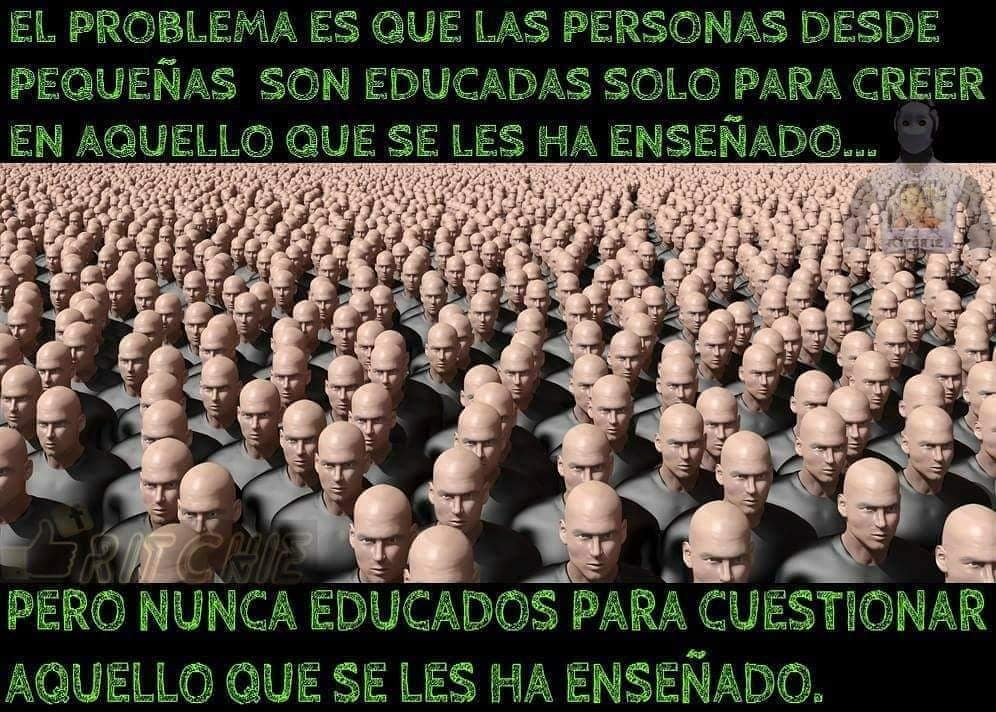 EL PROBLEMA ES QUE LAS PERSONAS DESDE
PEQUEÑAS SON EDUCADAS SOLO PARA CREER
EN AQUELLO QUE SE LES HA ENSEÑADO...
RITCHIE
PERO NUNCA EDUCADOS PARA CUESTIONAR
AQUELLO QUE SE LES HA ENSEÑADO.